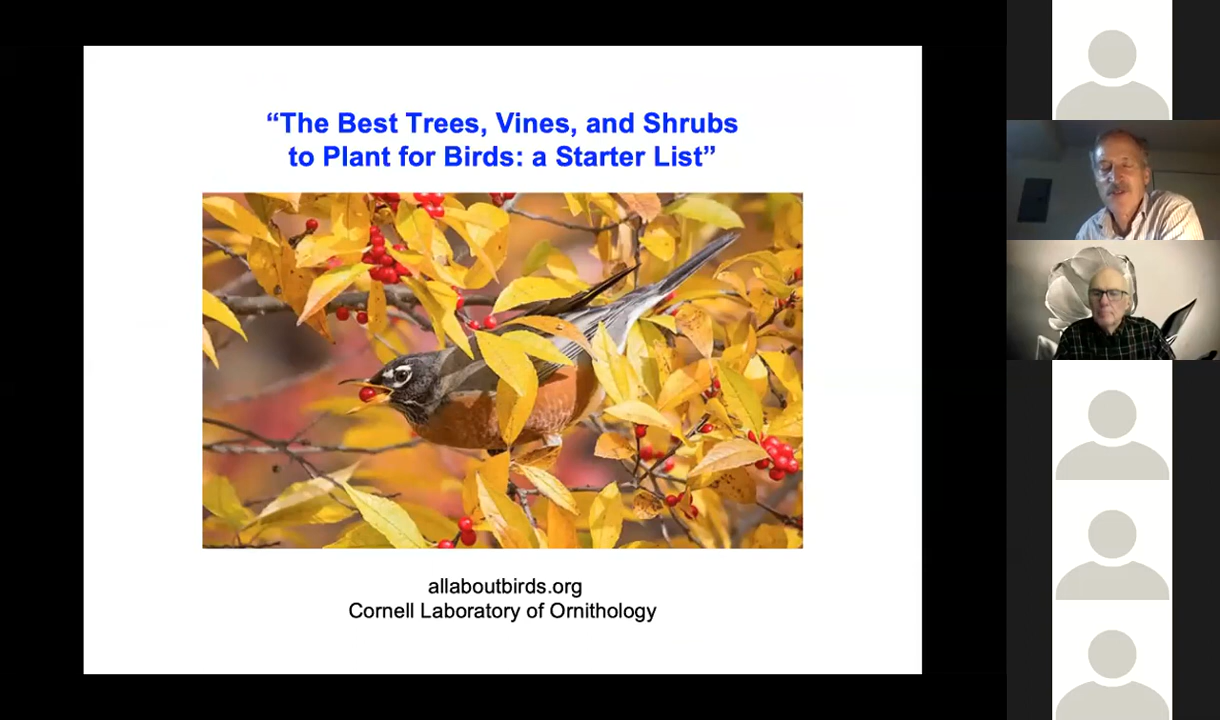 “The Best Trees, Vines, and Shrubs
to Plant for Birds: a Starter List”
allaboutbirds.org
Cornell Laboratory of Ornithology